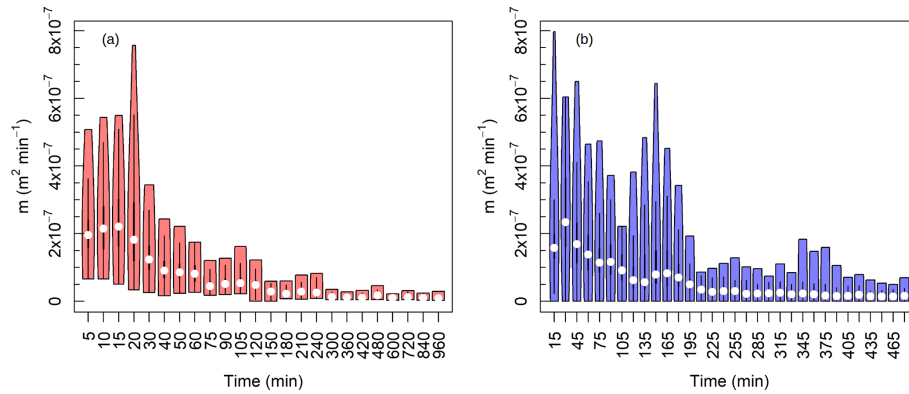 (a)
m (m² min⁻¹)
8x10⁻⁷
6x10⁻⁷
4x10⁻⁷
2x10⁻⁷
0
5 10 15 20 30 40 50 60 75 90 105 120 150 180 210 240 300 360 420 480 600 720 840 960
Time (min)
(b)
m (m² min⁻¹)
8x10⁻⁷
6x10⁻⁷
4x10⁻⁷
2x10⁻⁷
0
15 45 75 105 135 165 195 225 255 285 315 345 375 405 435 465
Time (min)